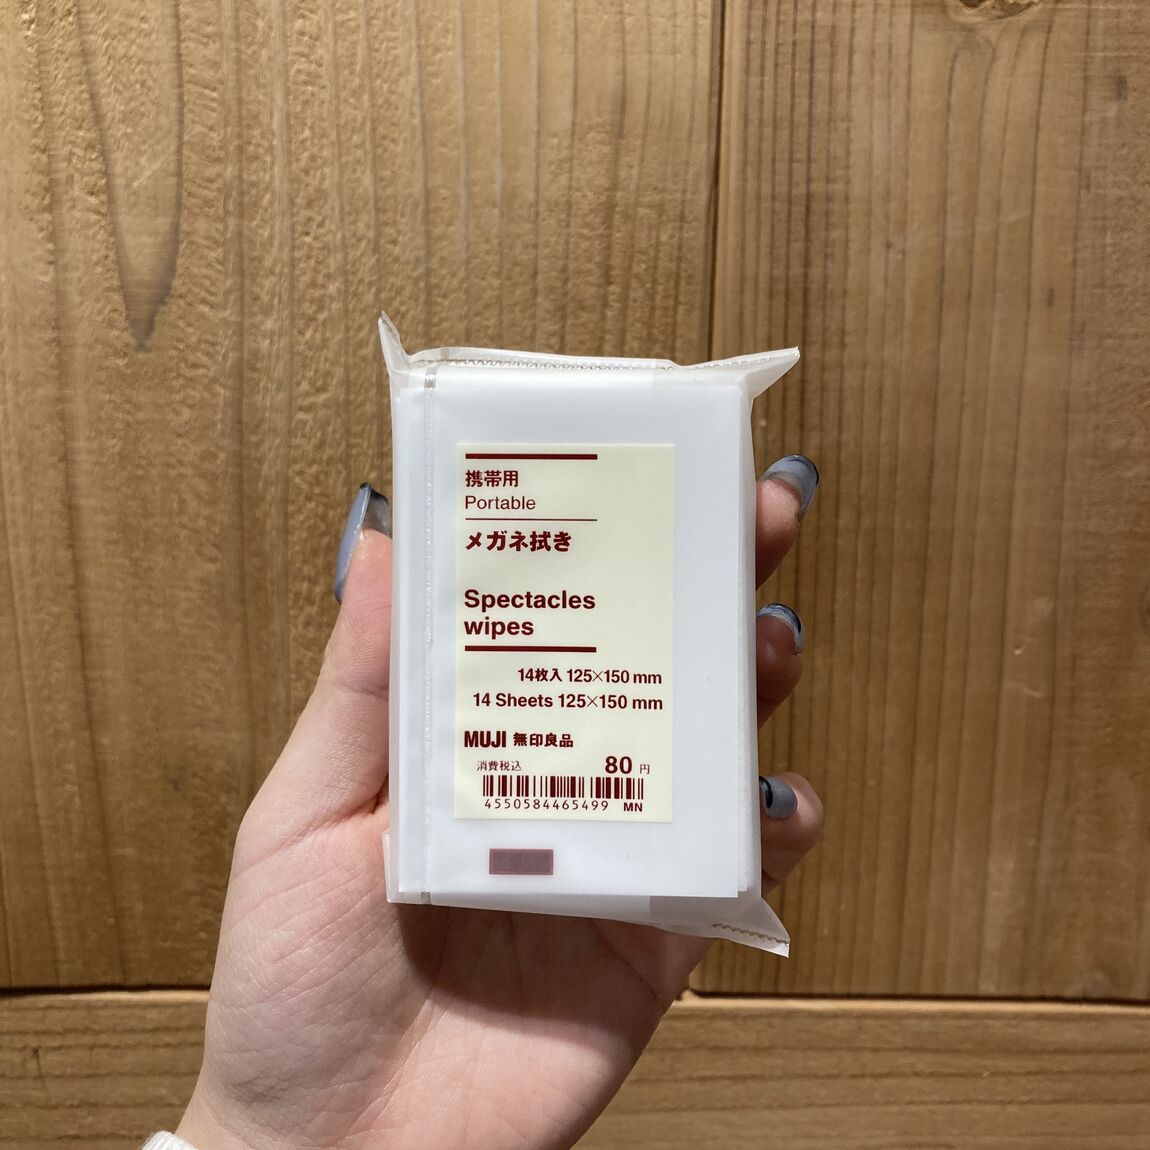 携帯用
Portable
メガネ拭き
Spectacles
wipes
14枚入 125×150 mm
14 Sheets 125×150 mm
MUJI 無印良品
消費税込 80 円
4550584465499 MN